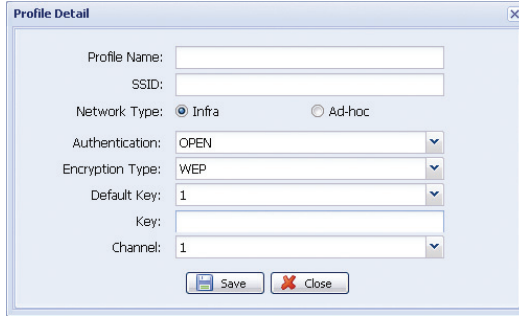 Profile Detail
Profile Name:
SSID:
Network Type: Infra Ad-hoc
Authentication: OPEN
Encryption Type: WEP
Default Key: 1
Key:
Channel: 1
Save Close